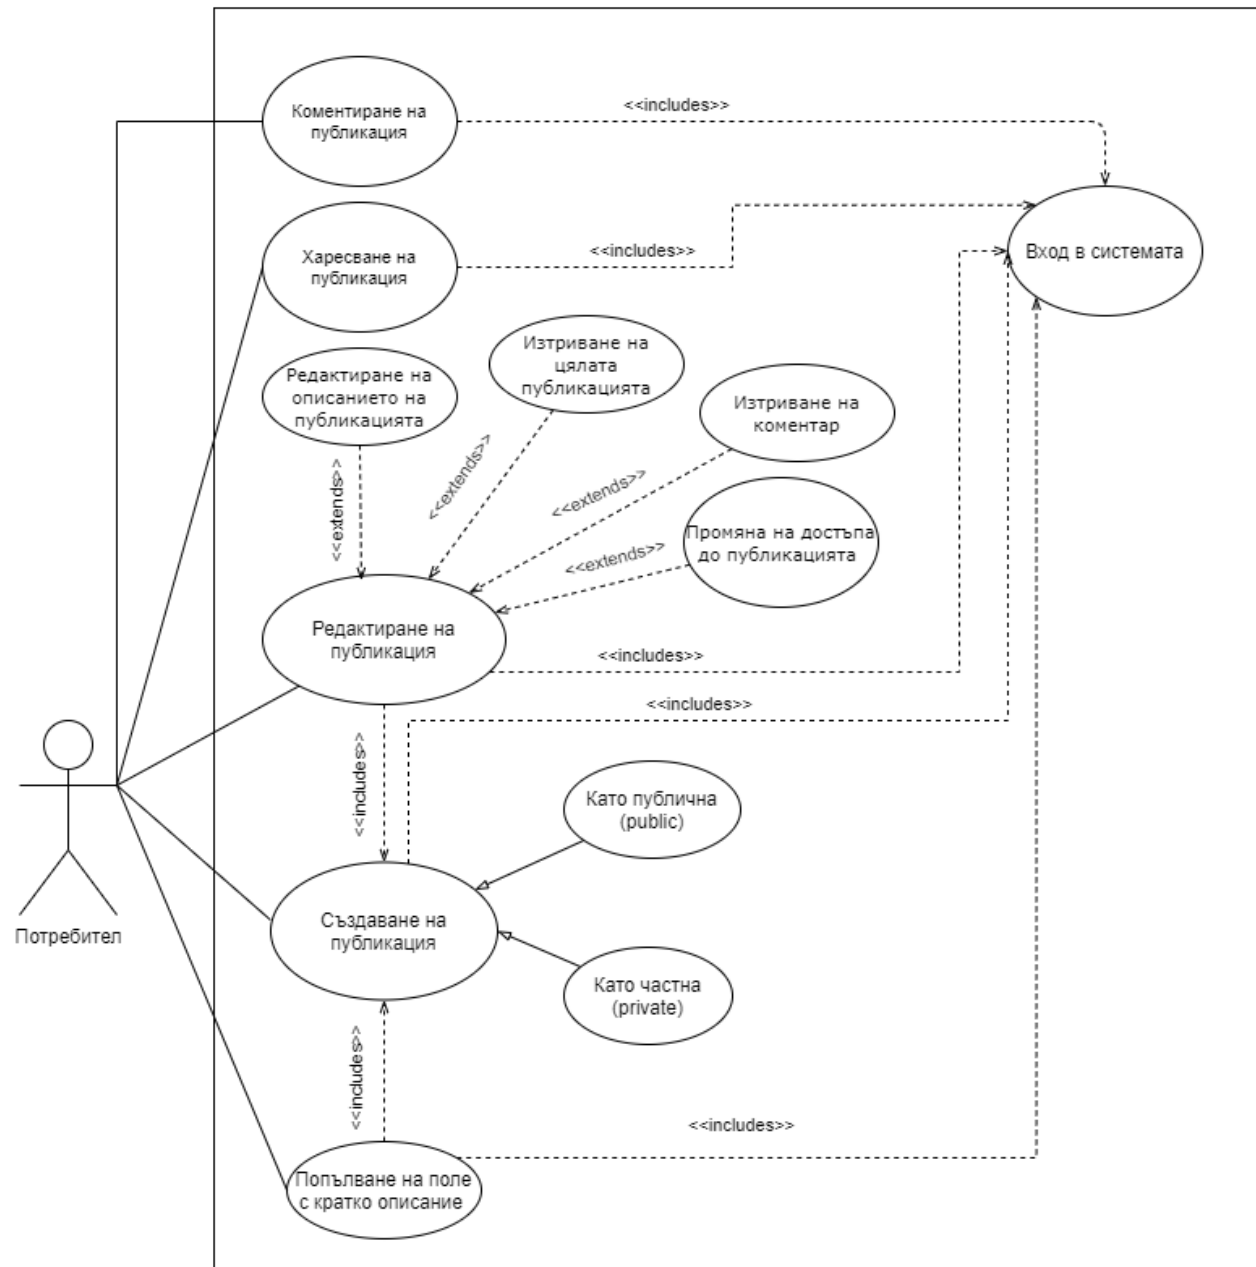 Коментиране на
публикация
<<includes>>
Харесване на
публикация
<<includes>>
Вход в системата
Редактиране на
описанието на
публикацията
Изтриване на
цялата
публикацията
Изтриване на
коментар
Промяна на достъпа
до публикацията
<<extends>>
<<extends>>
<<extends>>
<<extends>>
Редактиране на
публикация
<<includes>>
<<includes>>
<<includes>>
Като публична
(public)
Създаване на
публикация
Като частна
(private)
Потребител
<<includes>>
<<includes>>
Попълване на поле
с кратко описание